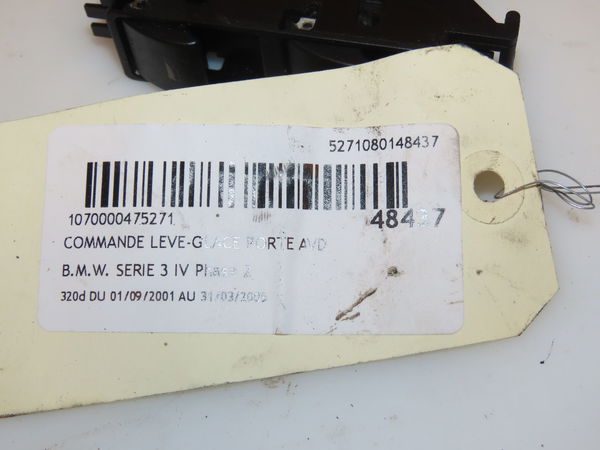 5271080148437
1070000475271
48437
COMMANDE LEVE-GLACE PORTE AVD
B.M.W. SERIE 3 IV Phase 2
320d DU 01/09/2001 AU 31/03/2005